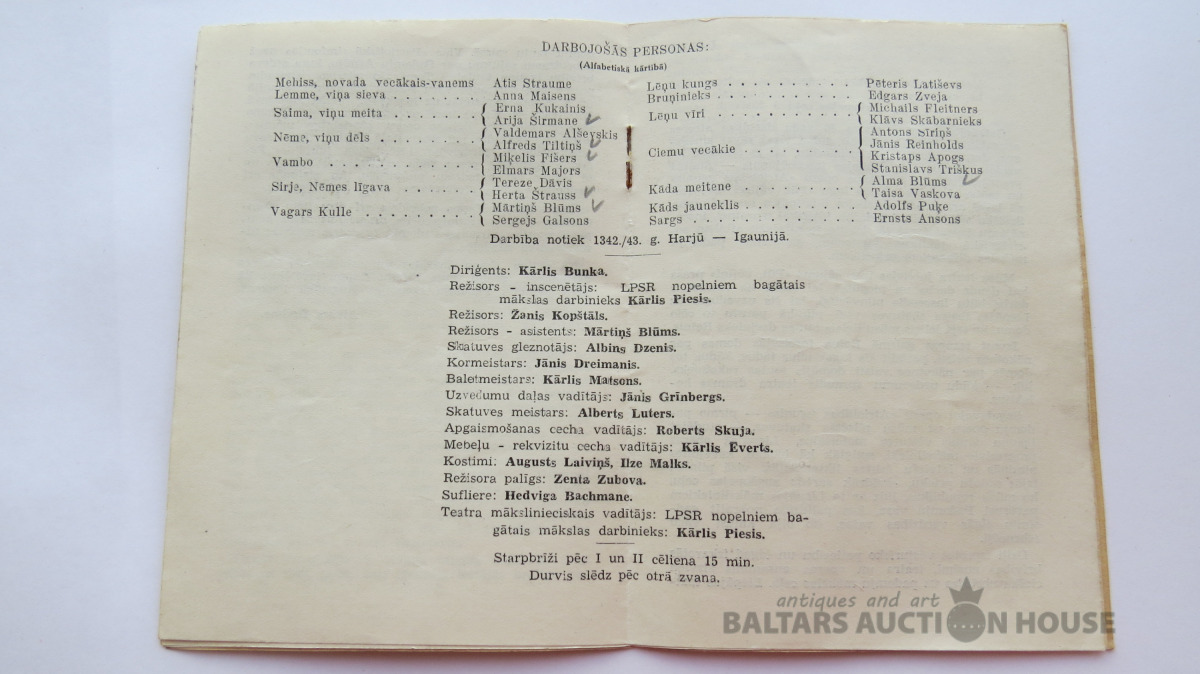 DARBOJOŠĀS PERSONAS:
(Alfabetiskā kārtībā)
Mehiss, novada vecākais-vanems Atis Straume
Lemme, viņa sieva . . . . . . . Anna Maisens
Saima, viņu meita . . . . . . . { Erna Kukainis
Arija Širmane
Nēme, viņu dēls . . . . . . . . { Valdemars Alševskis
Alfreds Tiltiņš
Vambo . . . . . . . . . . . { Miķelis Fišers
Elmars Majors
Sirje, Nēmes līgava . . . . . . { Tereze Dāvis
Herta Štrauss
Vagars Kulle . . . . . . . . . { Mārtiņš Blūms
Sergejs Galsons
Lēņu kungs . . . . . . . . . . Pēteris Latiševs
Bruņinieks . . . . . . . . . . Edgars Zveja
Lēņu vīri . . . . . . . . . . { Michails Fleitners
Klāvs Skābarnieks
Ciemu vecākie . . . . . . . . { Antons Siriņš
Jānis Reinholds
Kristaps Apogs
Stanislavs Triškus
Kāda meitene . . . . . . . . { Alma Blūms
Taisa Vaskova
Kāds jauneklis . . . . . . . . Adolfs Puķe
Sargs . . . . . . . . . . . . Ernsts Ansons
Darbība notiek 1342./43. g. Harjū — Igaunijā.
Diriģents: Kārlis Bunka.
Režisors - inscenētājs: LPSR nopelniem bagātais
mākslas darbinieks Kārlis Piesis.
Režisors: Žanis Kopštāls.
Režisors - asistents: Mārtiņš Blūms.
Skatuves gleznotājs: Albins Dzenis.
Kormeistars: Jānis Dreimanis.
Baletmeistars: Kārlis Matsons.
Uzvedumu daļas vadītājs: Jānis Grīnbergs.
Skatuves meistars: Alberts Luters.
Apgaismošanas cecha vadītājs: Roberts Skuja.
Mebeļu - rekvizitu cecha vadītājs: Kārlis Ēverts.
Kostimi: Augusts Laiviņš, Ilze Malks.
Režisora palīgs: Zenta Zubova.
Sufliere: Hedviga Bachmane.
Teatra mākslinieciskais vadītājs: LPSR nopelniem ba-
gātais mākslas darbinieks: Kārlis Piesis.
Starpbrīži pēc I un II cēliena 15 min.
Durvis slēdz pēc otrā zvana.
antiques and art
BALTARS AUCTION HOUSE